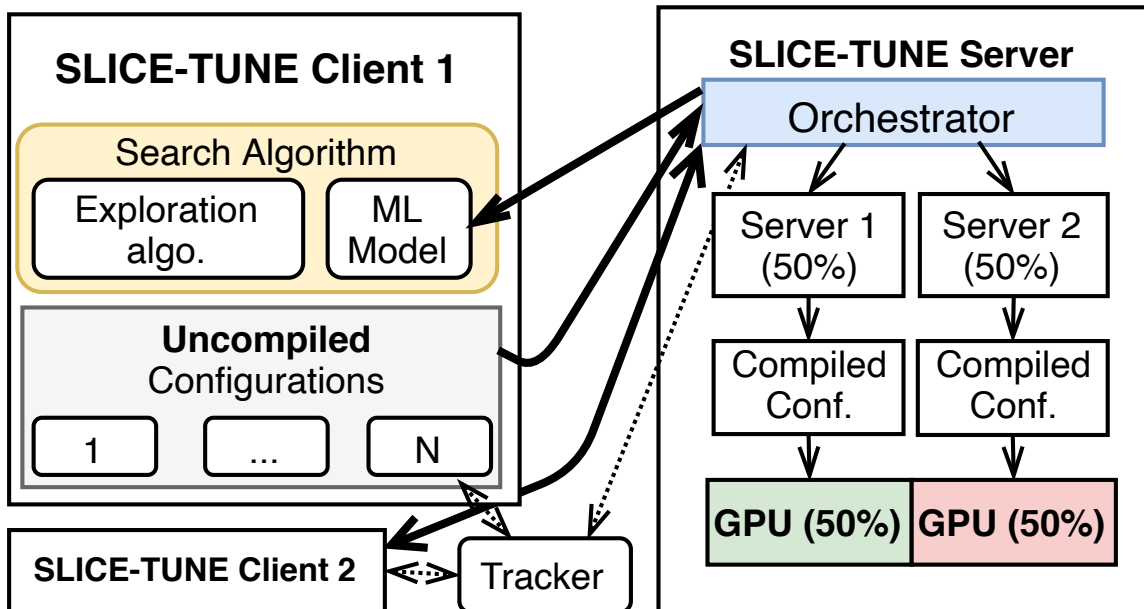 SLICE-TUNE Client 1
Search Algorithm
Exploration
algo.
ML
Model
Uncompiled
Configurations
1
...
N
SLICE-TUNE Client 2
Tracker
SLICE-TUNE Server
Orchestrator
Server 1
(50%)
Server 2
(50%)
Compiled
Conf.
Compiled
Conf.
GPU (50%)
GPU (50%)